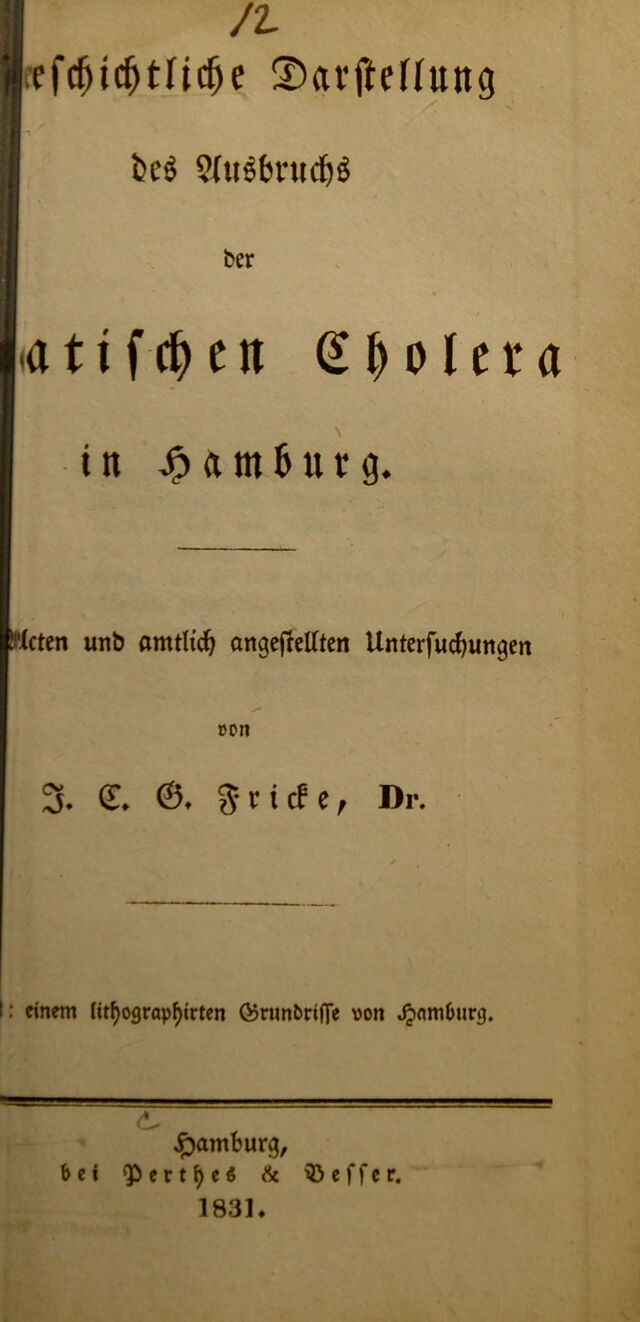 12
eschichtliche Darstellung
des Ausbruchs
der
atischen Cholera
in Hamburg.
Acten und amtlich angestellten Untersuchungen
von
J. C. G. Fricke, Dr.
: einem lithographirten Grundrisse von Hamburg.
Hamburg,
bei Perthes & Besser.
1831.